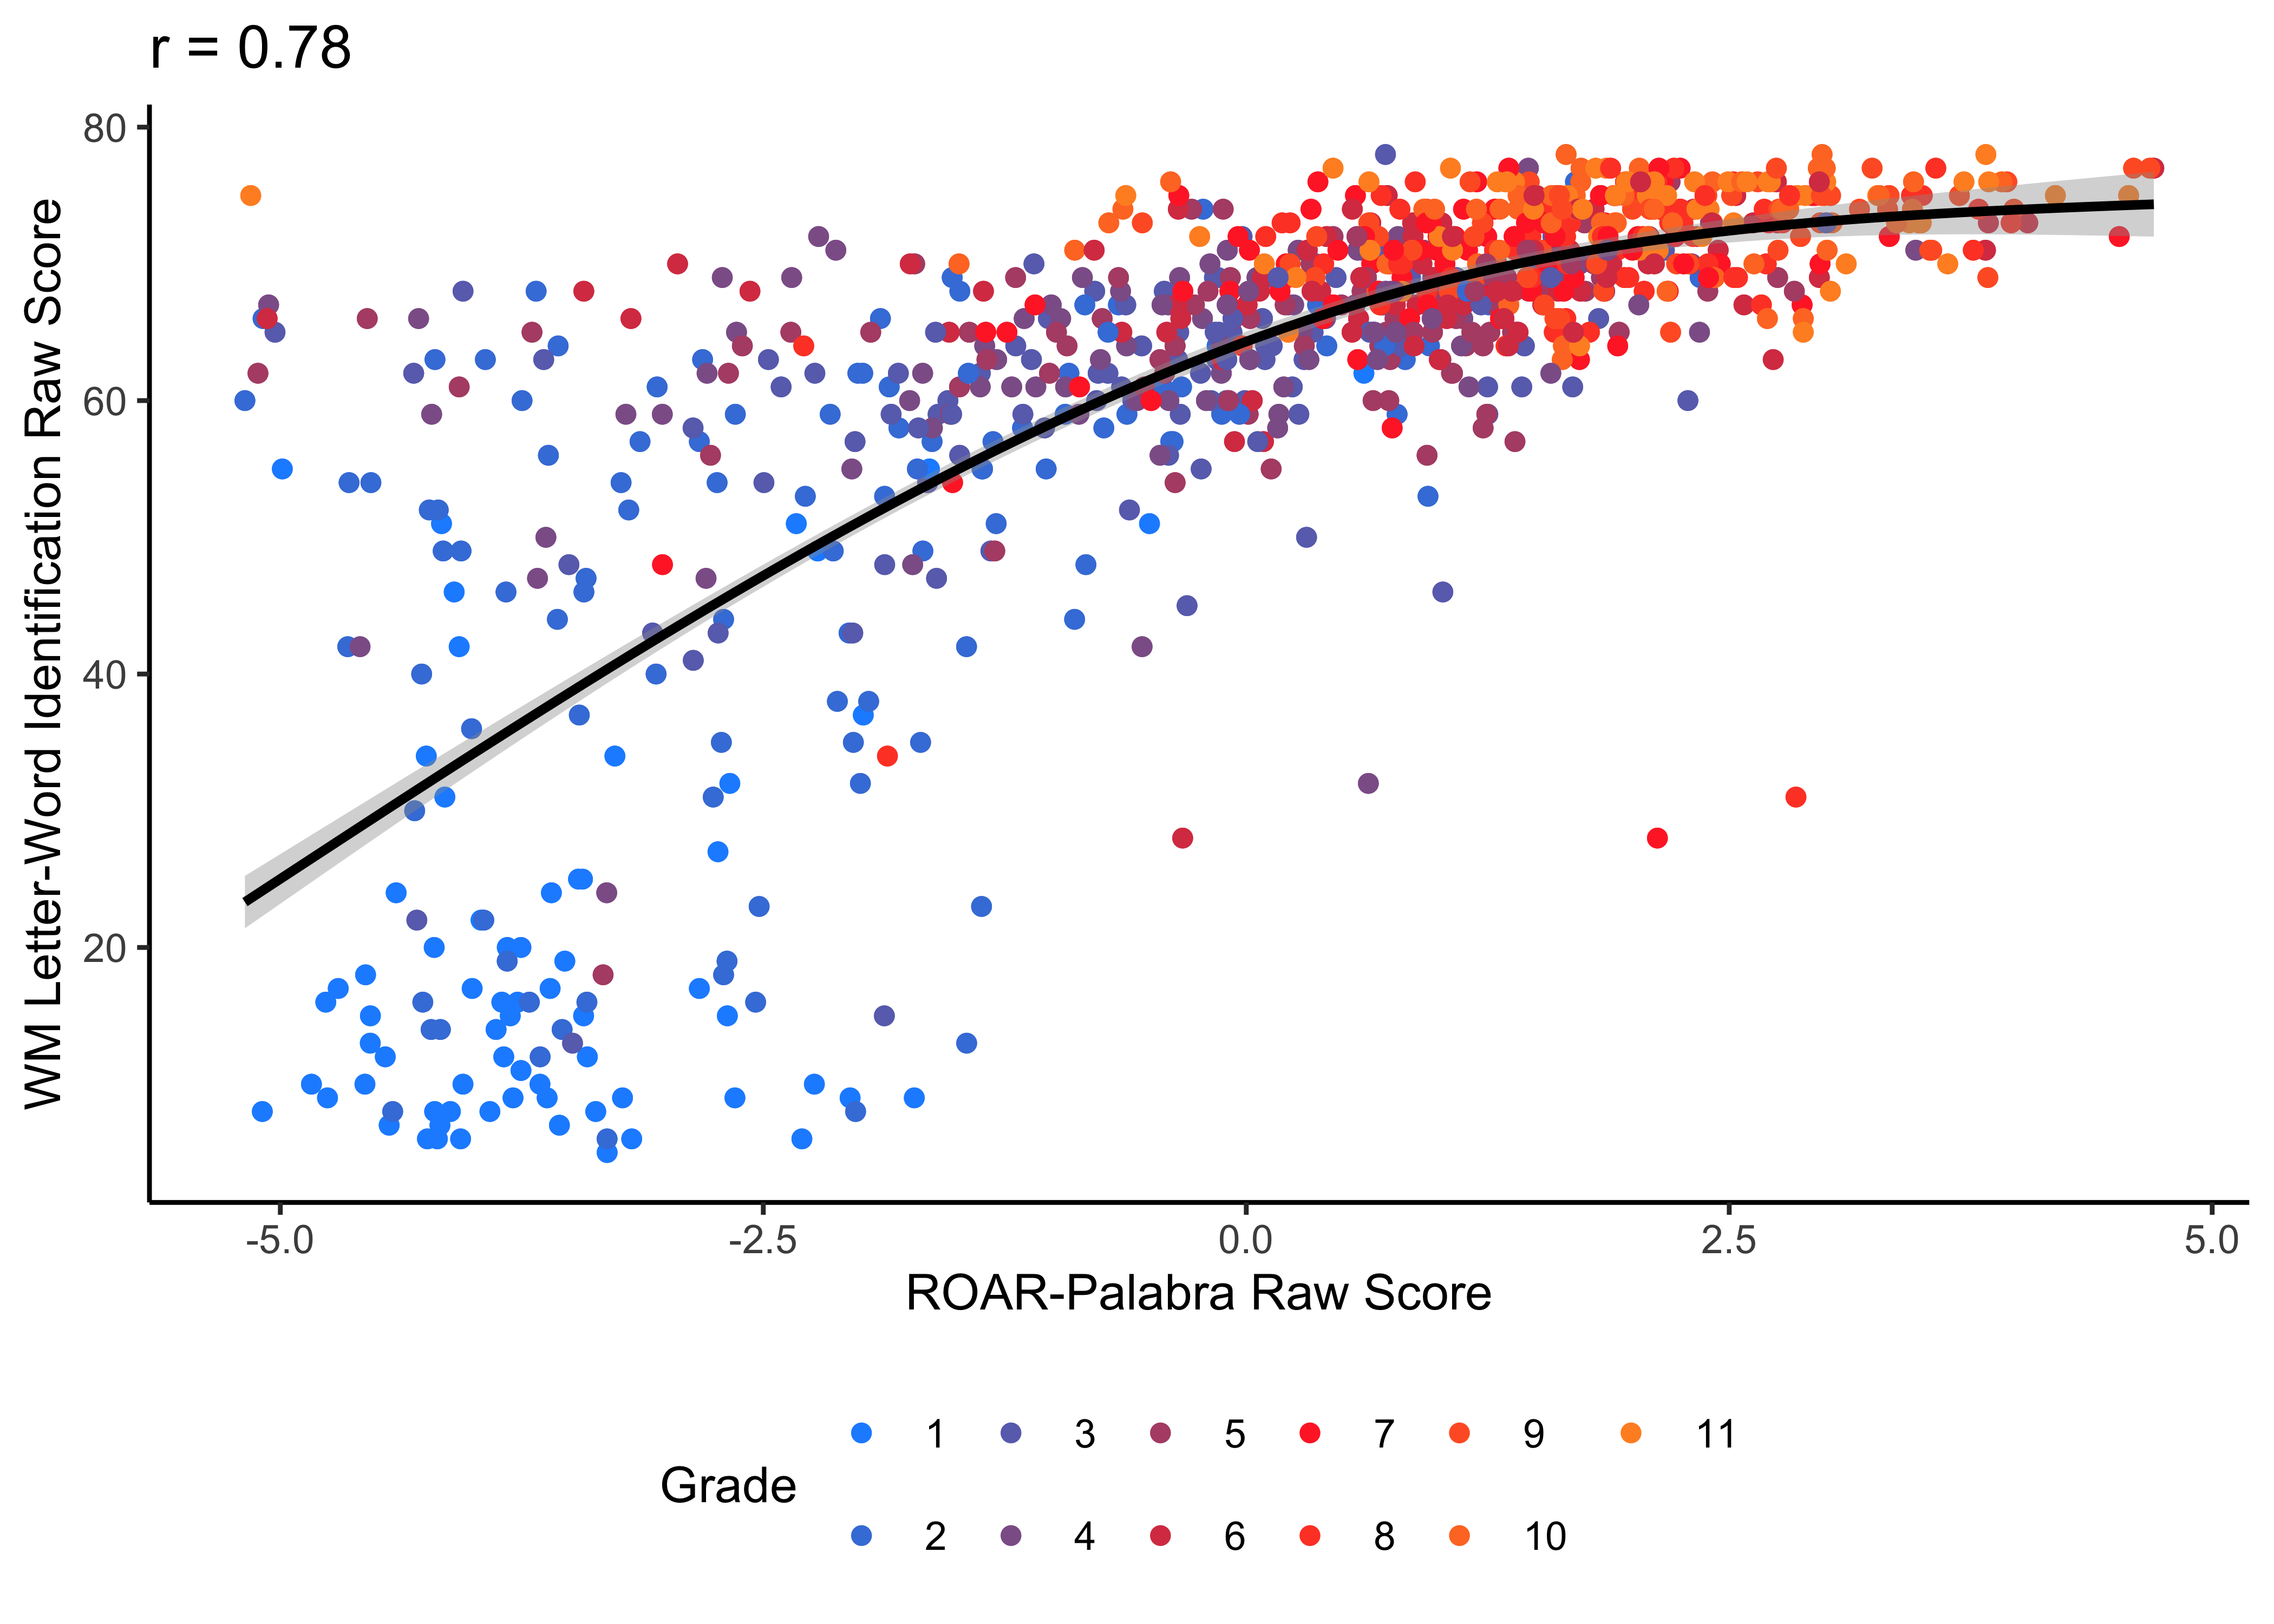 r = 0.78
WM Letter-Word Identification Raw Score
80
60
40
20
-5.0 -2.5 0.0 2.5 5.0
ROAR-Palabra Raw Score
Grade
1 3 5 7 9 11
2 4 6 8 10